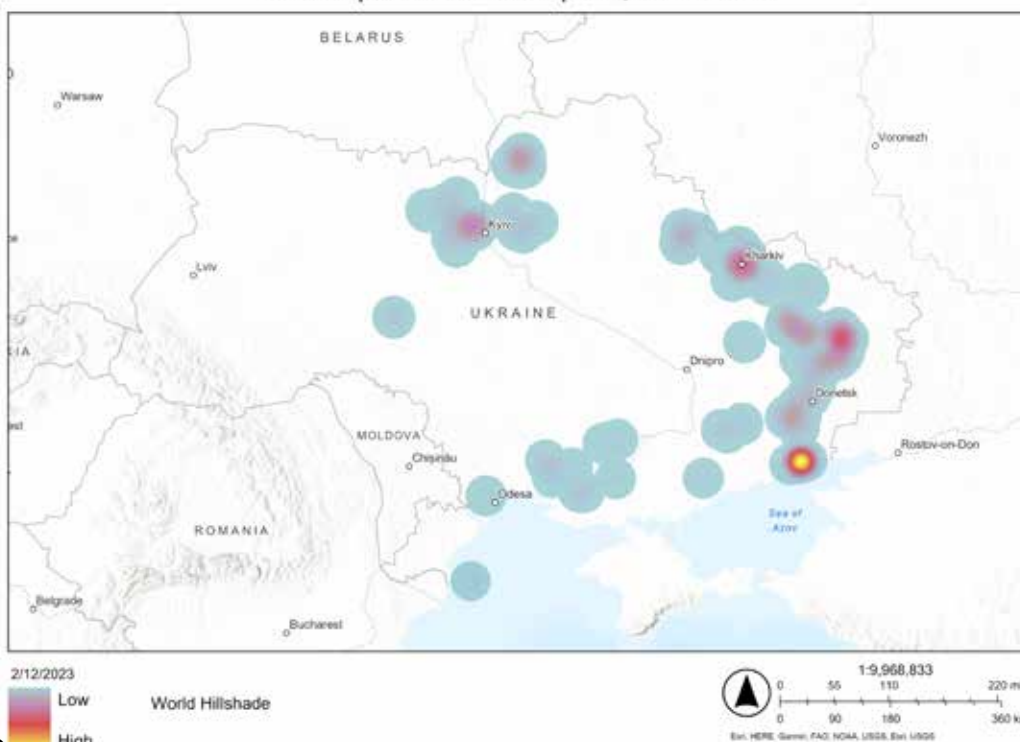 BELARUS
Warsaw
Voronezh
Kyiv
Kharkiv
Lviv
UKRAINE
Dnipro
Donetsk
MOLDOVA
Chișinău
Rostov-on-Don
Odesa
Sea of
Azov
ROMANIA
Belgrade
Bucharest
2/12/2023
Low
High
World Hillshade
1:9,968,833
0 55 110 220 m
0 90 180 360 k
Esri, HERE, Garmin, FAO, NOAA, USGS, Esri, USGS